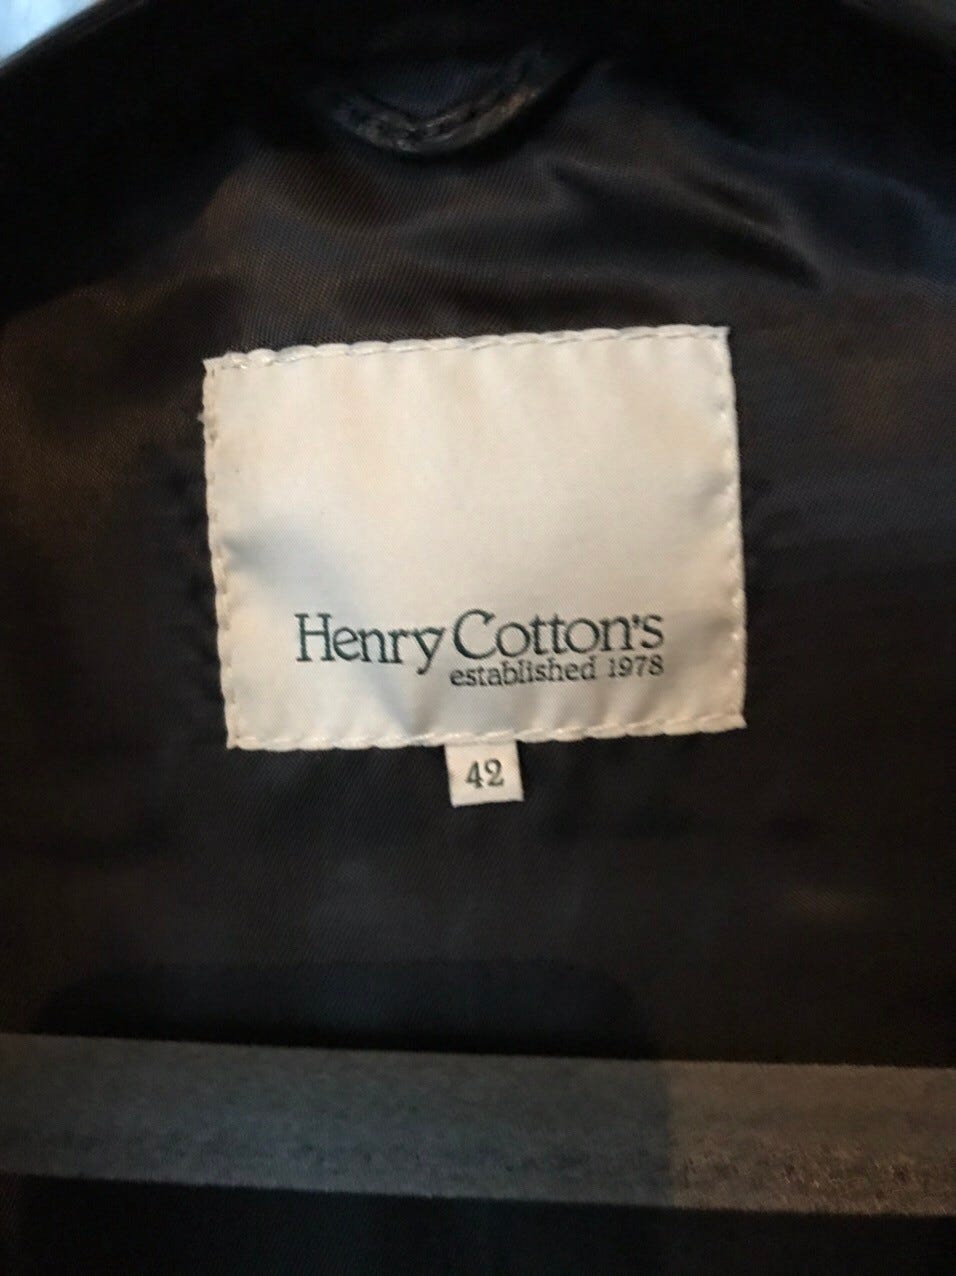 Henry Cotton's
established 1978
42